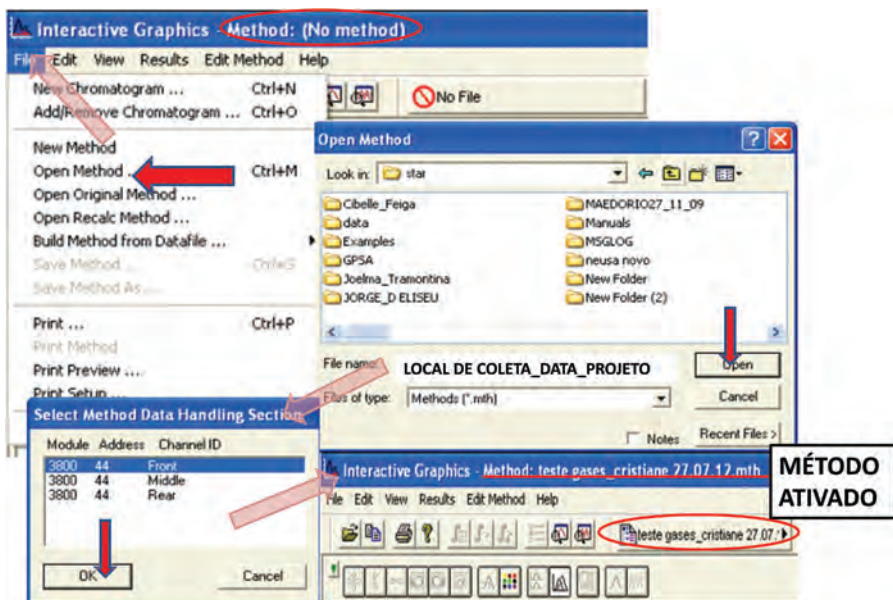 Interactive Graphics - Method: (No method)
File Edit View Results Edit Method Help
New Chromatogram ... Ctrl+N
Add/Remove Chromatogram ... Ctrl+O
New Method
Open Method ... Ctrl+M
Open Original Method ...
Open Recalc Method ...
Build Method from Datafile ...
Save Method ... Ctrl+S
Save Method As ...
Print ... Ctrl+P
Print Method
Print Preview ...
Print Setup ...
No File
Open Method
Look in: star
Cibelle_Feiga
data
Examples
GPSA
Joelma_Tramontina
JORGE_D ELISEU
MAEDORIO27_11_09
Manuals
MSGLOG
neusa novo
New Folder
New Folder (2)
File name: LOCAL DE COLETA_DATA_PROJETO Open
Files of type: Methods (*.mth) Cancel
Notes Recent Files >
Select Method Data Handling Section
Module Address Channel ID
3800 44 Front
3800 44 Middle
3800 44 Rear
OK Cancel
Interactive Graphics - Method: teste gases_cristiane 27.07.12.mth
File Edit View Results Edit Method Help
teste gases_cristiane 27.07.
MÉTODO
ATIVADO